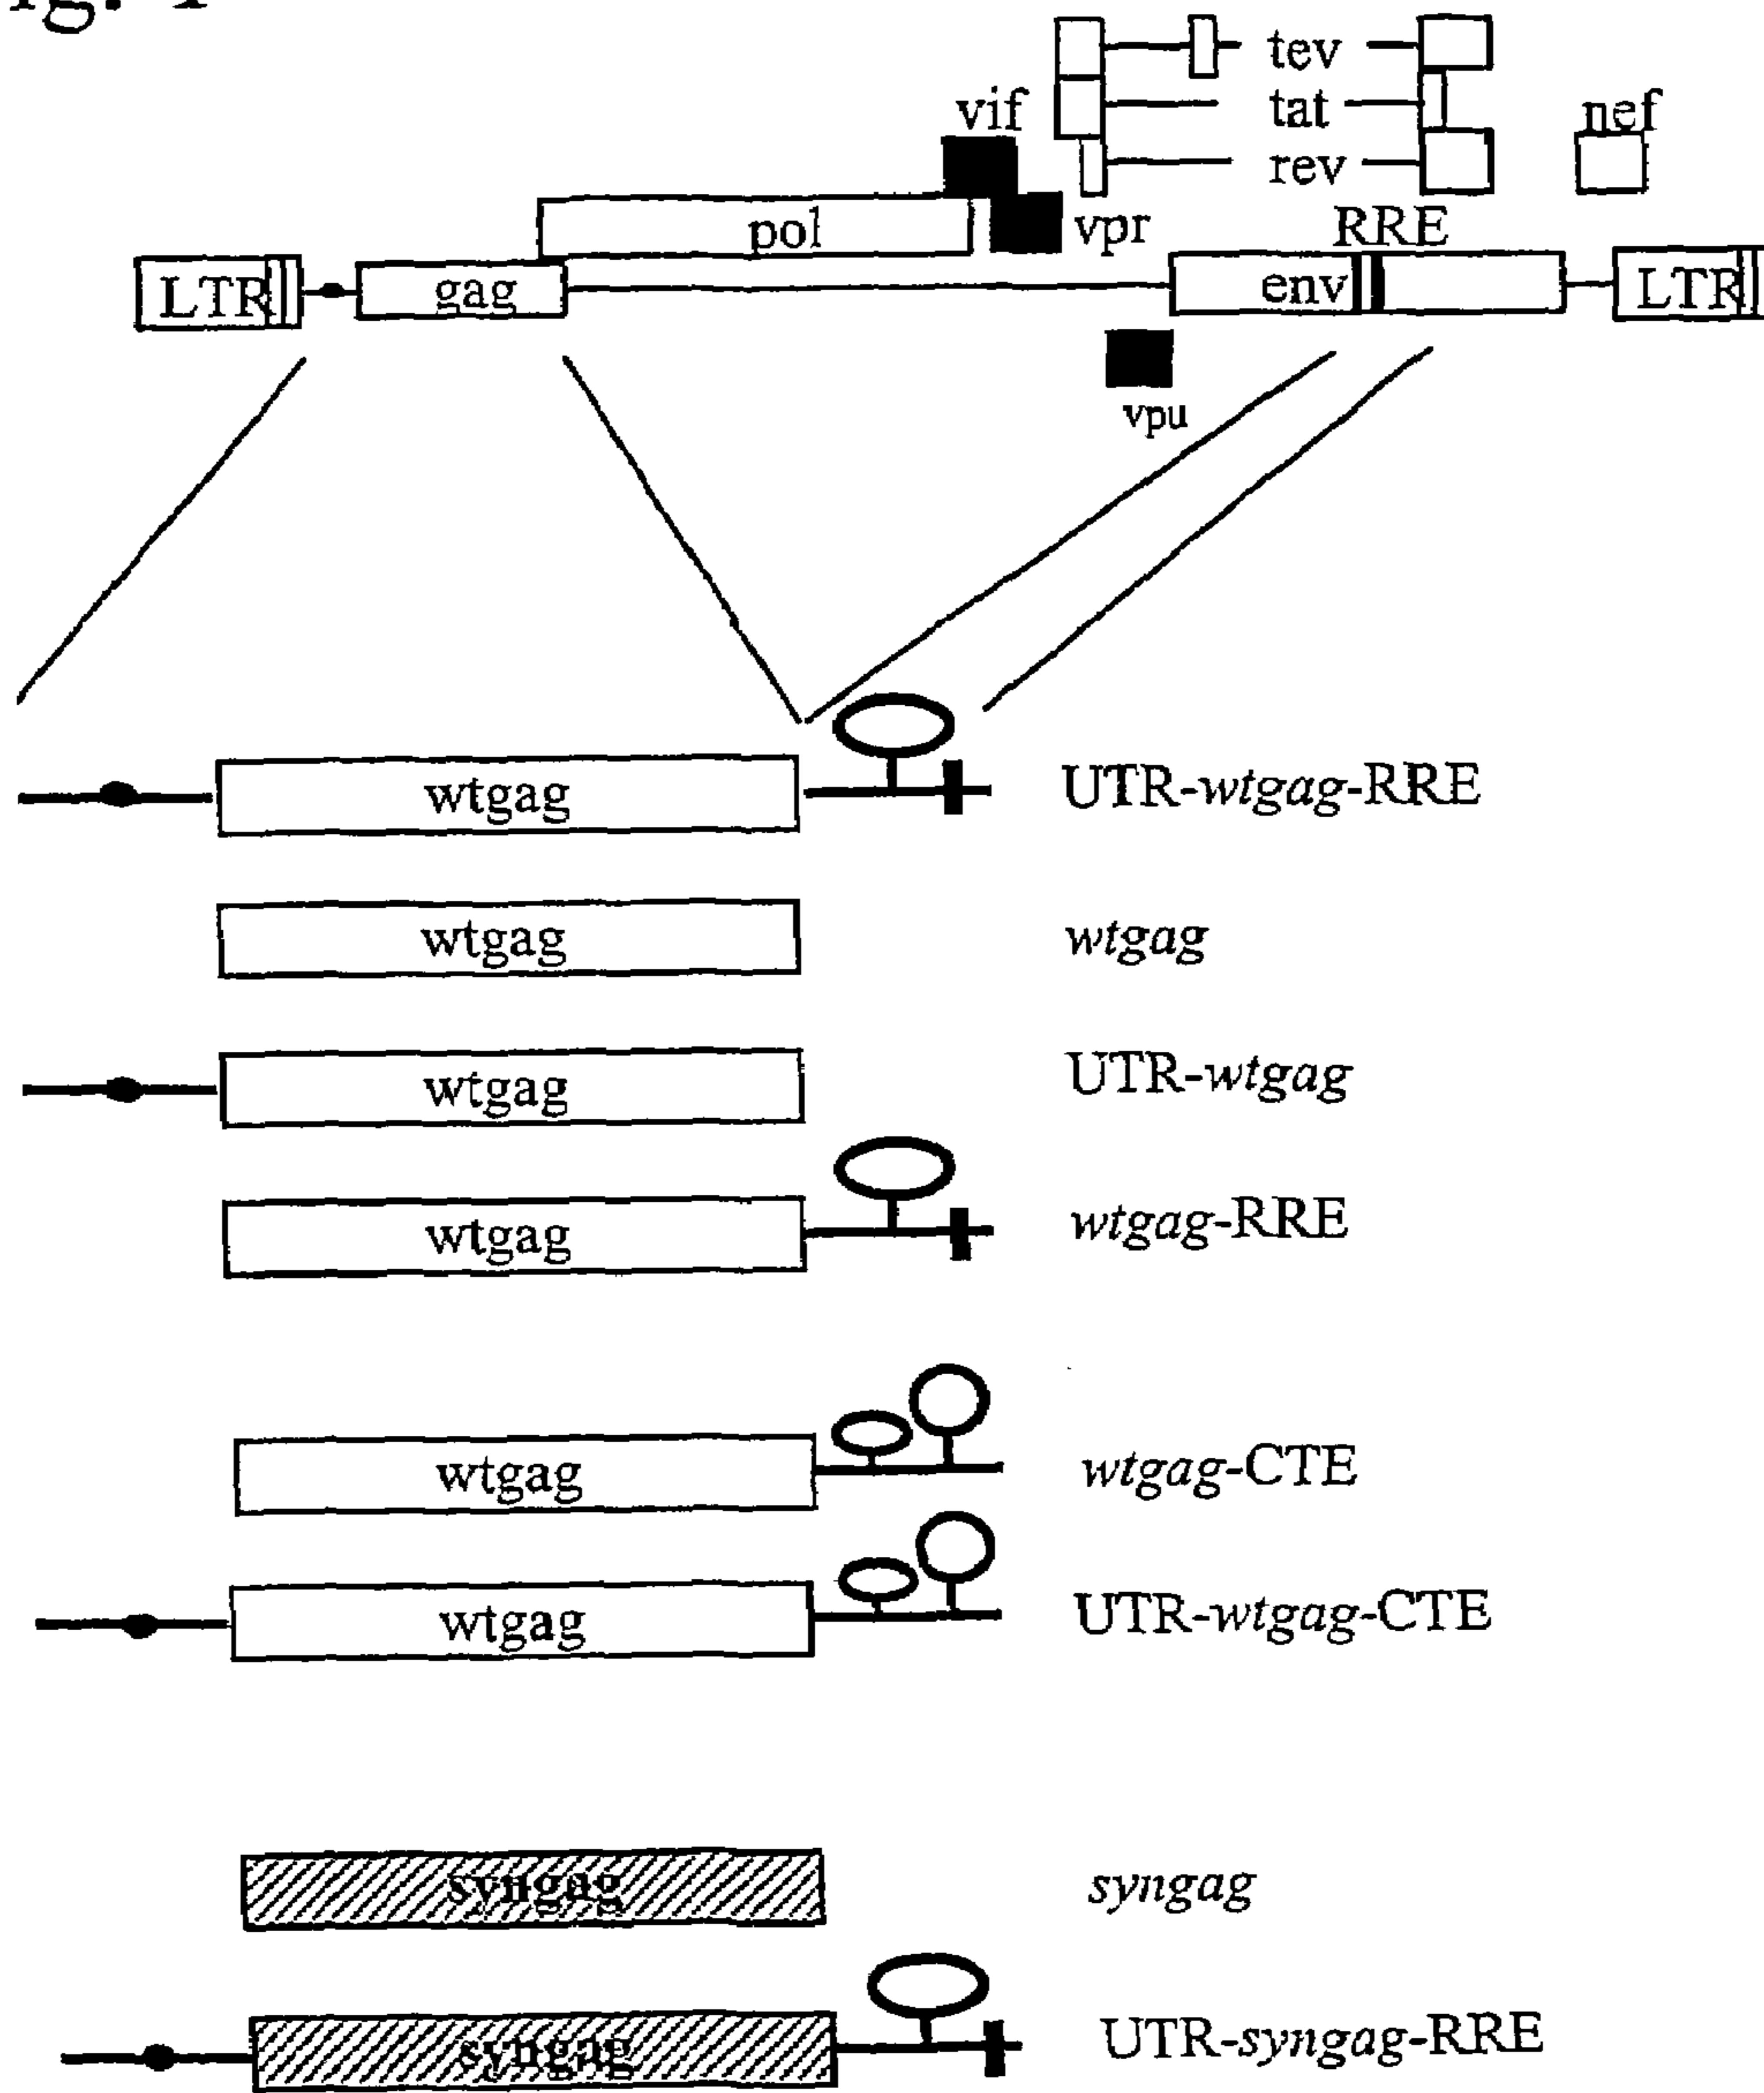 ig. 1
tev
vif
tat
nef
rev
pol
vpr
RRE
LTR
gag
env
LTR
vpu
wtgag
UTR-wtgag-RRE
wtgag
wtgag
wtgag
UTR-wtgag
wtgag
wtgag-RRE
wtgag
wtgag-CTE
wtgag
UTR-wtgag-CTE
syngag
syngag
syngag
UTR-syngag-RRE